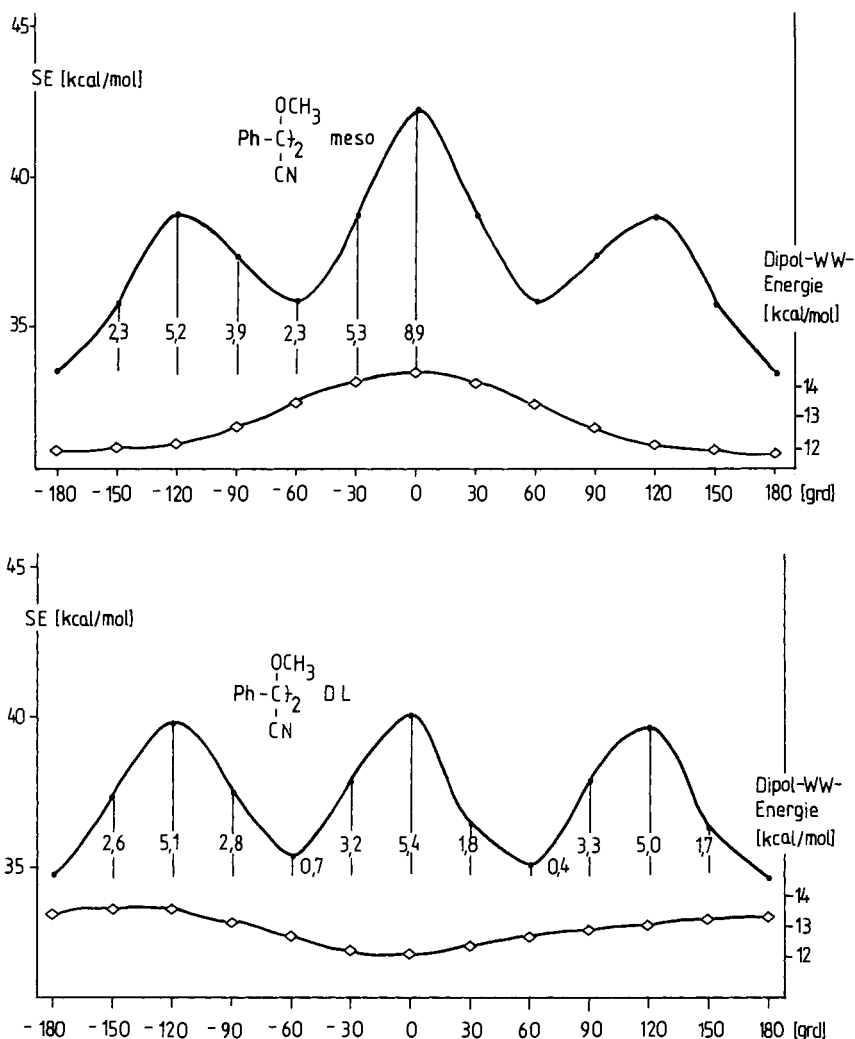 45
SE [kcal/mol]
OCH3
Ph-C-)2 meso
CN
40
Dipol-WW-
Energie
[kcal/mol]
35
2,3 5,2 3,9 2,3 5,3 8,9
14
13
12
-180 -150 -120 -90 -60 -30 0 30 60 90 120 150 180 [grd]
45
SE [kcal/mol]
OCH3
Ph-C-)2 DL
CN
40
Dipol-WW-
Energie
[kcal/mol]
35
2,6 5,1 2,8 0,7 3,2 5,4 1,8 0,4 3,3 5,0 1,7
14
13
12
-180 -150 -120 -90 -60 -30 0 30 60 90 120 150 180 [grd]